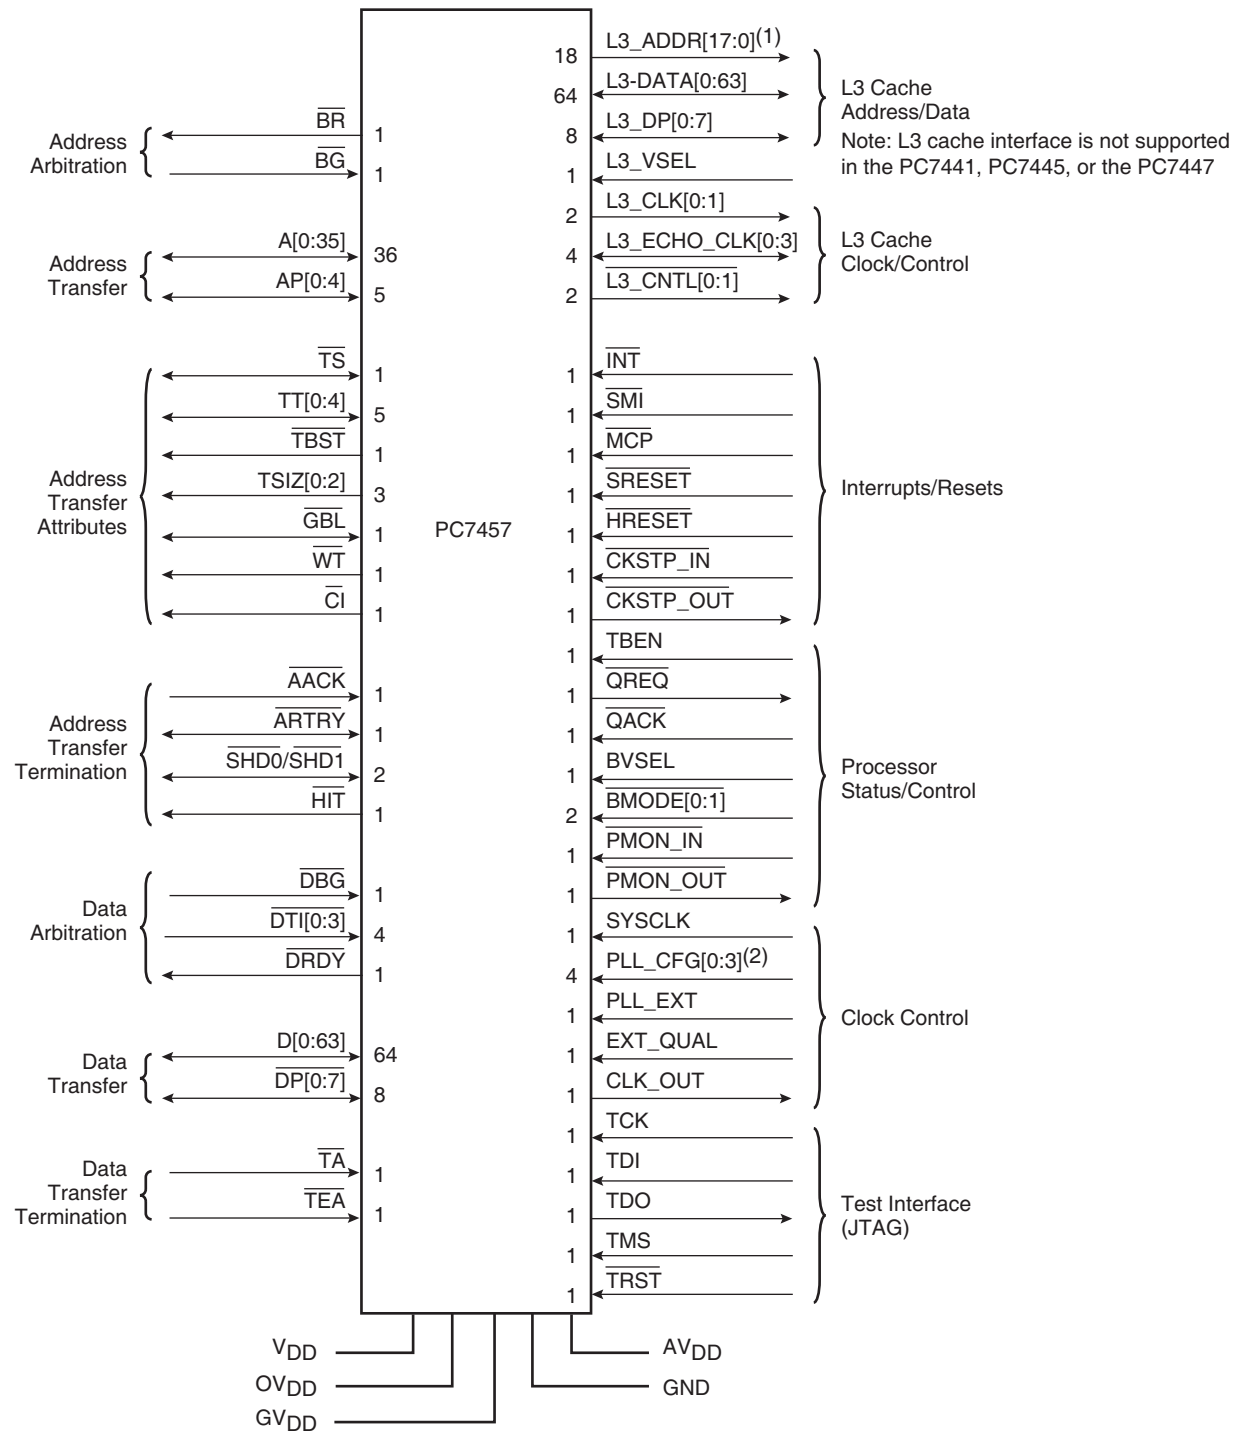 L3_ADDR[17:0](1)
18
L3-DATA[0:63]
64
L3_DP[0:7]
8
L3_VSEL
1
L3 Cache
Address/Data
Note: L3 cache interface is not supported
in the PC7441, PC7445, or the PC7447
L3_CLK[0:1]
2
L3_ECHO_CLK[0:3]
4
L3_CNTL[0:1]
2
L3 Cache
Clock/Control
Address
Arbitration
BR
1
BG
1
Address
Transfer
A[0:35]
36
AP[0:4]
5
Address
Transfer
Attributes
TS
1
TT[0:4]
5
TBST
1
TSIZ[0:2]
3
GBL
1
WT
1
CI
1
PC7457
INT
1
SMI
1
MCP
1
SRESET
1
HRESET
1
CKSTP_IN
1
CKSTP_OUT
1
Interrupts/Resets
Address
Transfer
Termination
AACK
1
ARTRY
1
SHD0/SHD1
2
HIT
1
TBEN
1
QREQ
1
QACK
1
BVSEL
1
BMODE[0:1]
2
PMON_IN
1
PMON_OUT
1
Processor
Status/Control
Data
Arbitration
DBG
1
DTI[0:3]
4
DRDY
1
SYSCLK
1
PLL_CFG[0:3](2)
4
PLL_EXT
1
EXT_QUAL
1
CLK_OUT
1
Clock Control
Data
Transfer
D[0:63]
64
DP[0:7]
8
Data
Transfer
Termination
TA
1
TEA
1
TCK
1
TDI
1
TDO
1
TMS
1
TRST
1
Test Interface
(JTAG)
VDD
OVDD
GVDD
AVDD
GND